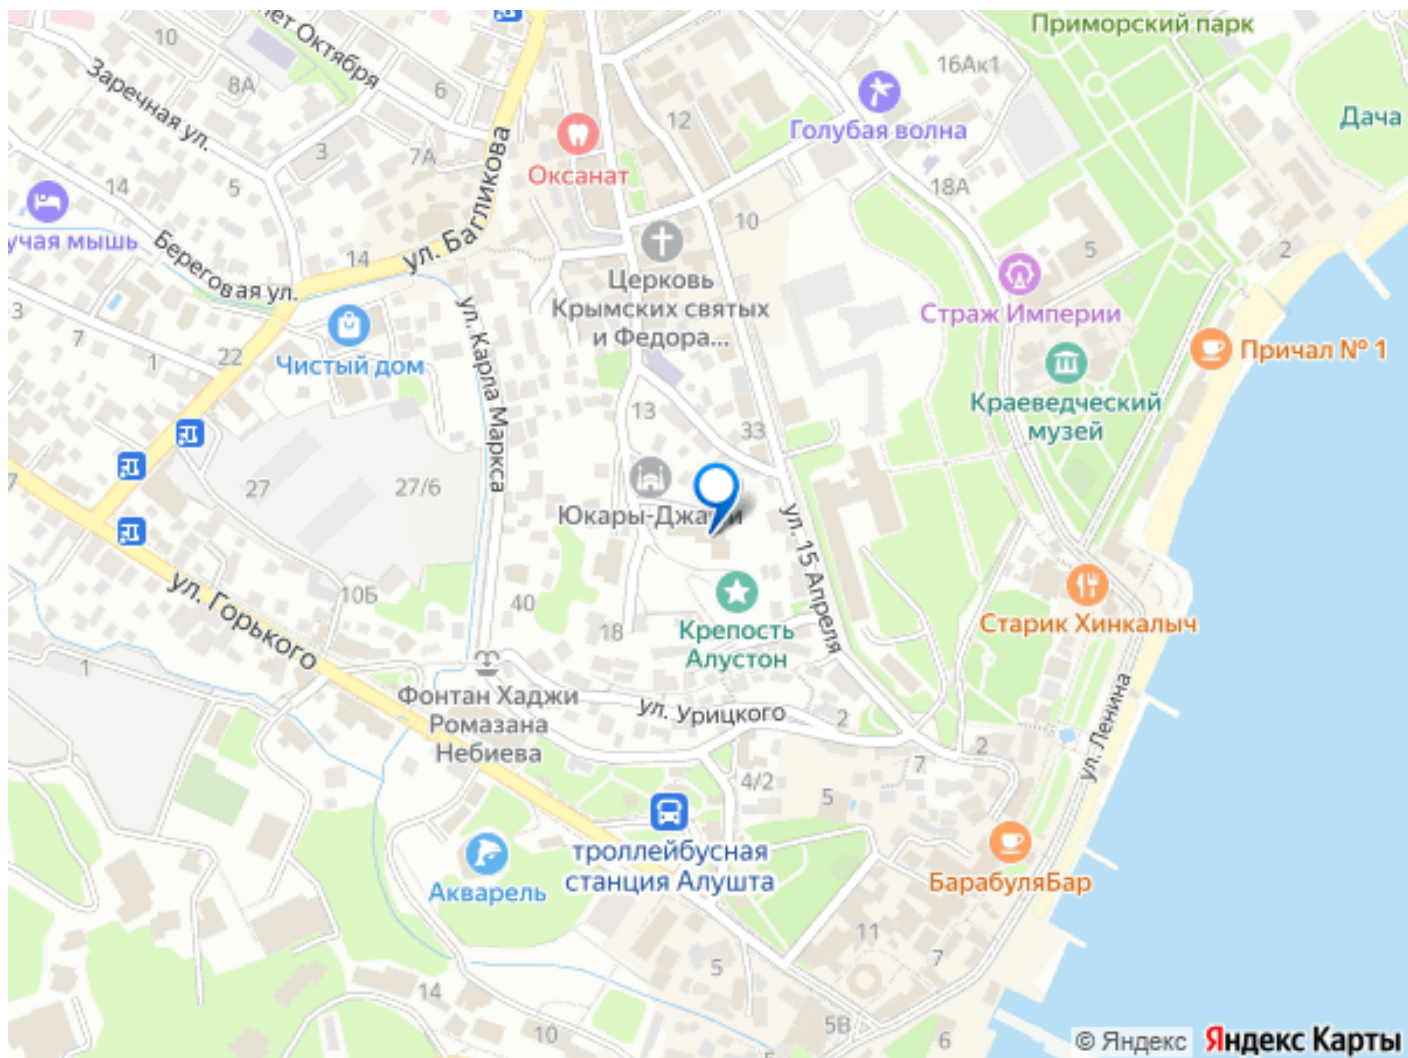 Приморский парк
лет Октября
10
Заречная ул.
8А
6
16Ак1
Голубая волна
Дача
12
Оксанат
3
7А
ул. Багликова
14
5
18А
учая мышь
10
Береговая ул.
14
5
2
Церковь
Крымских святых
и Федора...
Страж Империи
3
7
1
22
Чистый дом
ул. Карла Маркса
Причал № 1
Краеведческий
музей
13
33
7
27
27/6
Юкары-Джами
ул. 15 Апреля
ул. Горького
10Б
40
18
Крепость
Алустон
Старик Хинкалыч
1
Фонтан Хаджи
Ромазана
Небиева
ул. Урицкого
2
2
7
ул. Ленина
4/2
5
троллейбусная
станция Алушта
Акварель
БарабуляБар
11
7
5
14
10
5В
6
© Яндекс Яндекс Карты